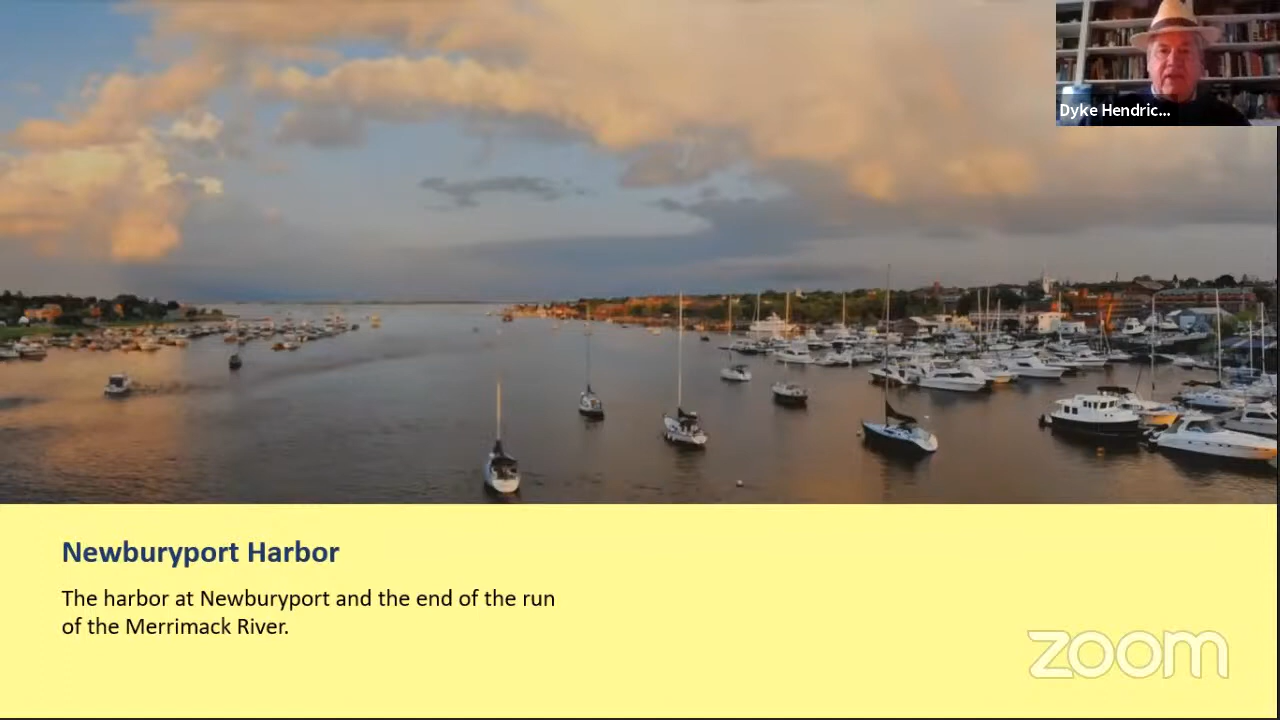 Dyke Hendric...
Newburyport Harbor
The harbor at Newburyport and the end of the run
of the Merrimack River.
zoom